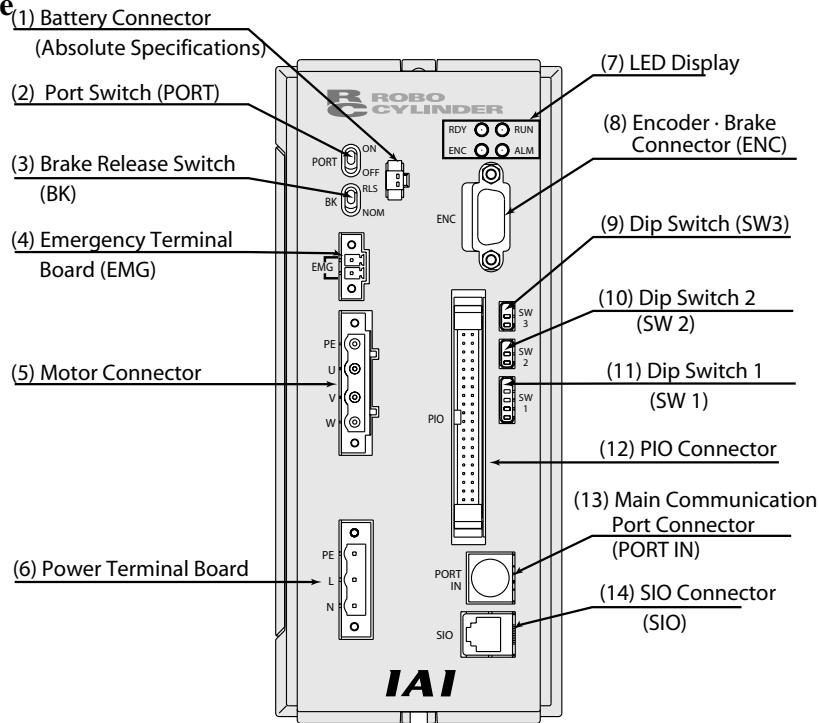 e
(1) Battery Connector
(Absolute Specifications)
(2) Port Switch (PORT)
(3) Brake Release Switch
(BK)
(4) Emergency Terminal
Board (EMG)
(5) Motor Connector
(6) Power Terminal Board
ROBO
CYLINDER
PORT
ON
OFF
BK
RLS
NOM
EMG
PE
U
V
W
PE
L
N
RDY RUN
ENC ALM
ENC
SW
3
SW
2
SW
1
PIO
PORT
IN
SIO
IAI
(7) LED Display
(8) Encoder · Brake
Connector (ENC)
(9) Dip Switch (SW3)
(10) Dip Switch 2
(SW 2)
(11) Dip Switch 1
(SW 1)
(12) PIO Connector
(13) Main Communication
Port Connector
(PORT IN)
(14) SIO Connector
(SIO)